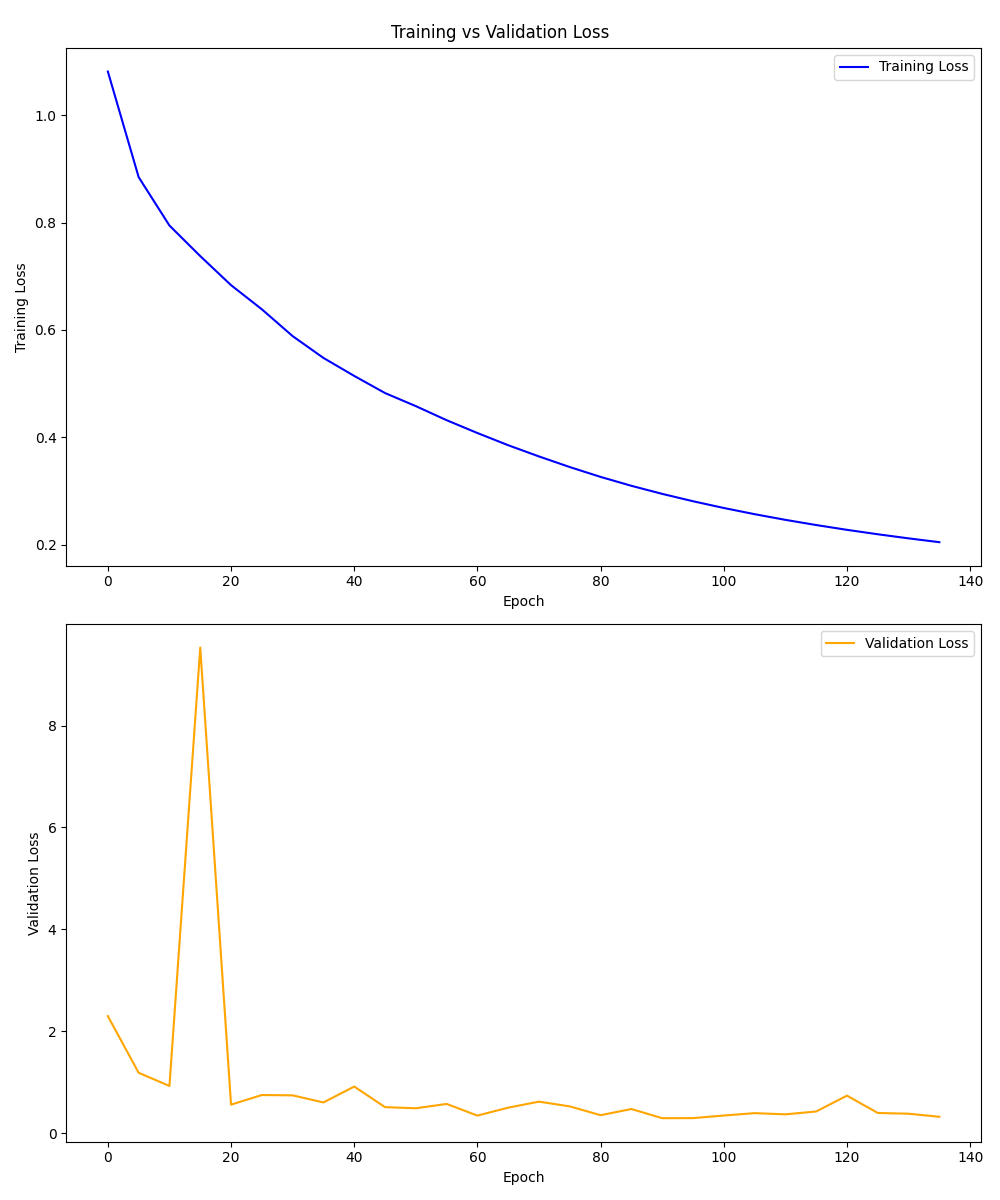 Training vs Validation Loss
Training Loss
1.0
0.8
0.6
0.4
0.2
Training Loss
0 20 40 60 80 100 120 140
Epoch
Validation Loss
8
6
4
2
0
Validation Loss
0 20 40 60 80 100 120 140
Epoch